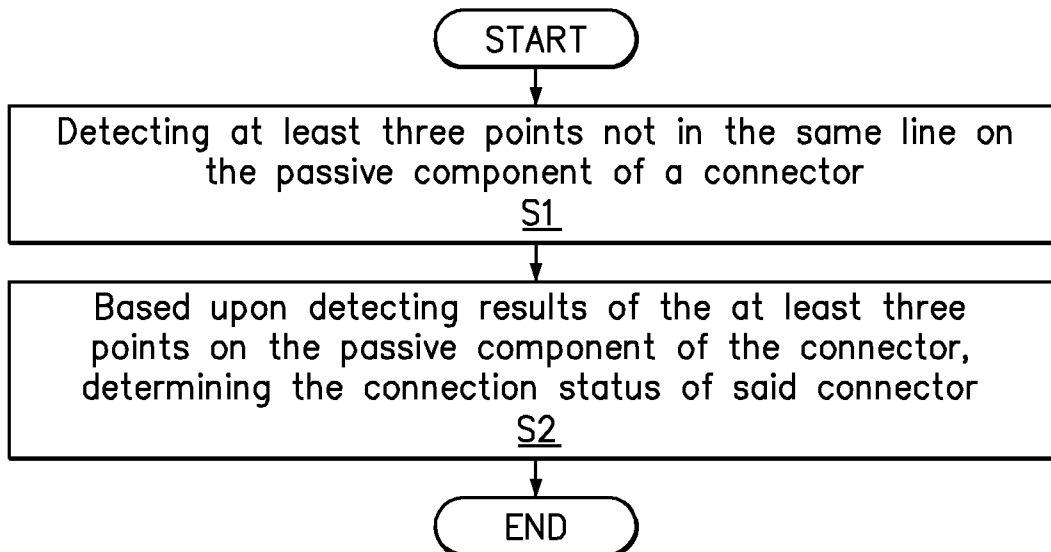 START
Detecting at least three points not in the same line on
the passive component of a connector
S1
Based upon detecting results of the at least three
points on the passive component of the connector,
determining the connection status of said connector
S2
END